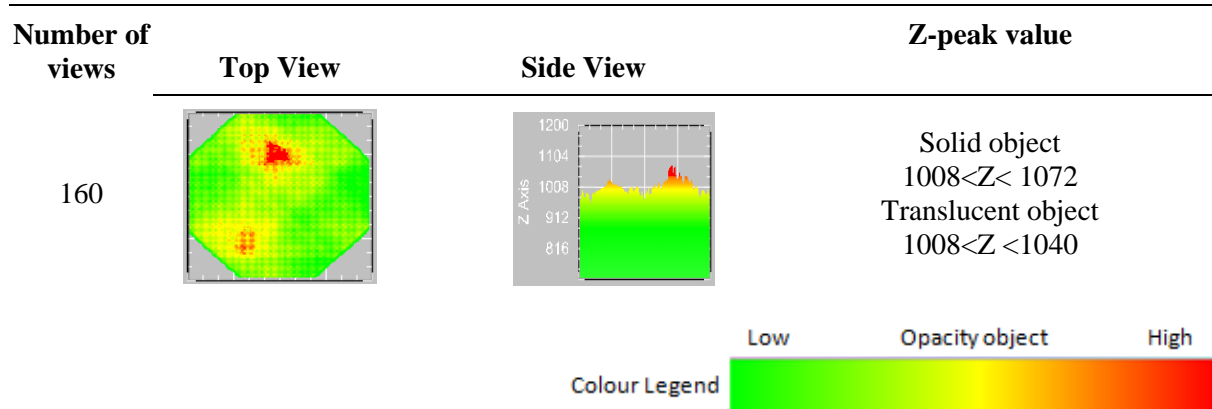 Number of views
Top View
Side View
Z-peak value
160
1200
1104
1008
912
816
Z Axis
Solid object
1008<Z< 1072
Translucent object
1008<Z <1040
Low Opacity object High
Colour Legend